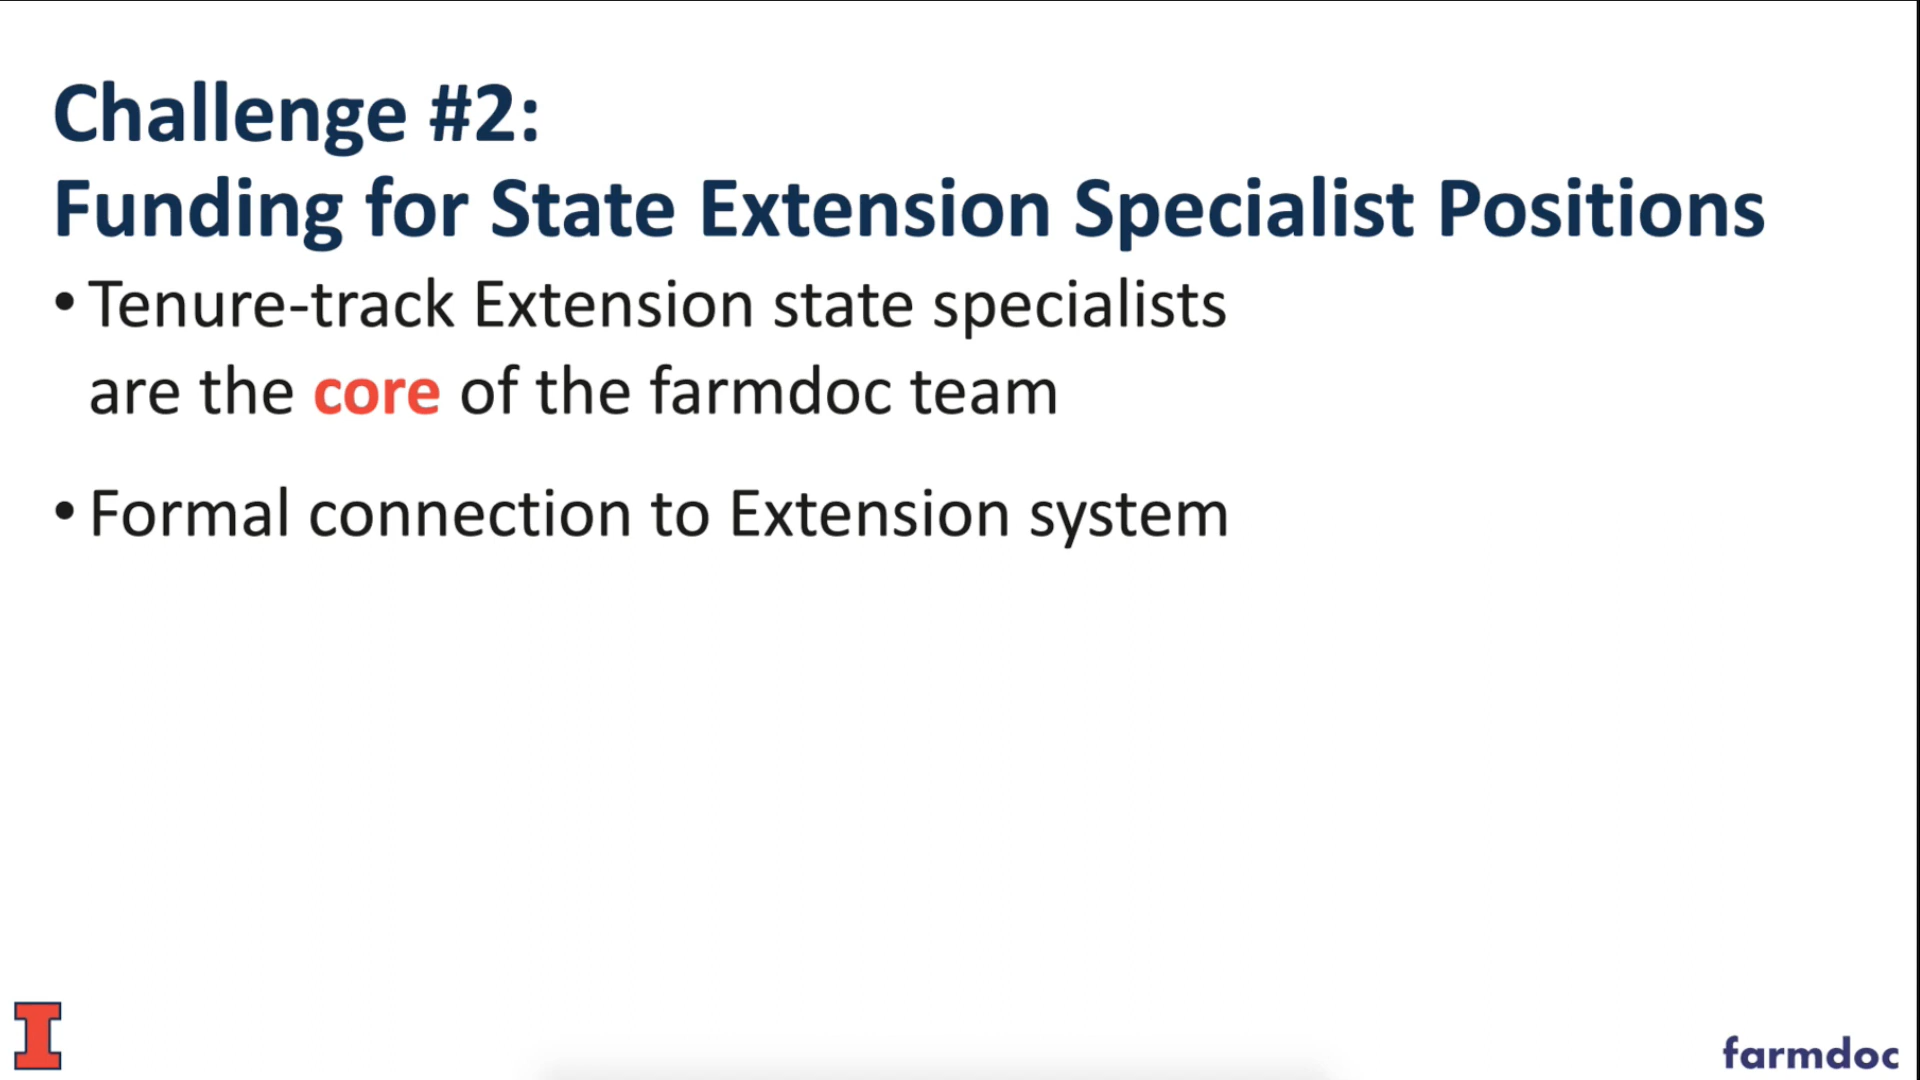 Challenge #2:
Funding for State Extension Specialist Positions
• Tenure-track Extension state specialists
are the core of the farmdoc team
• Formal connection to Extension system
I
farmdoc